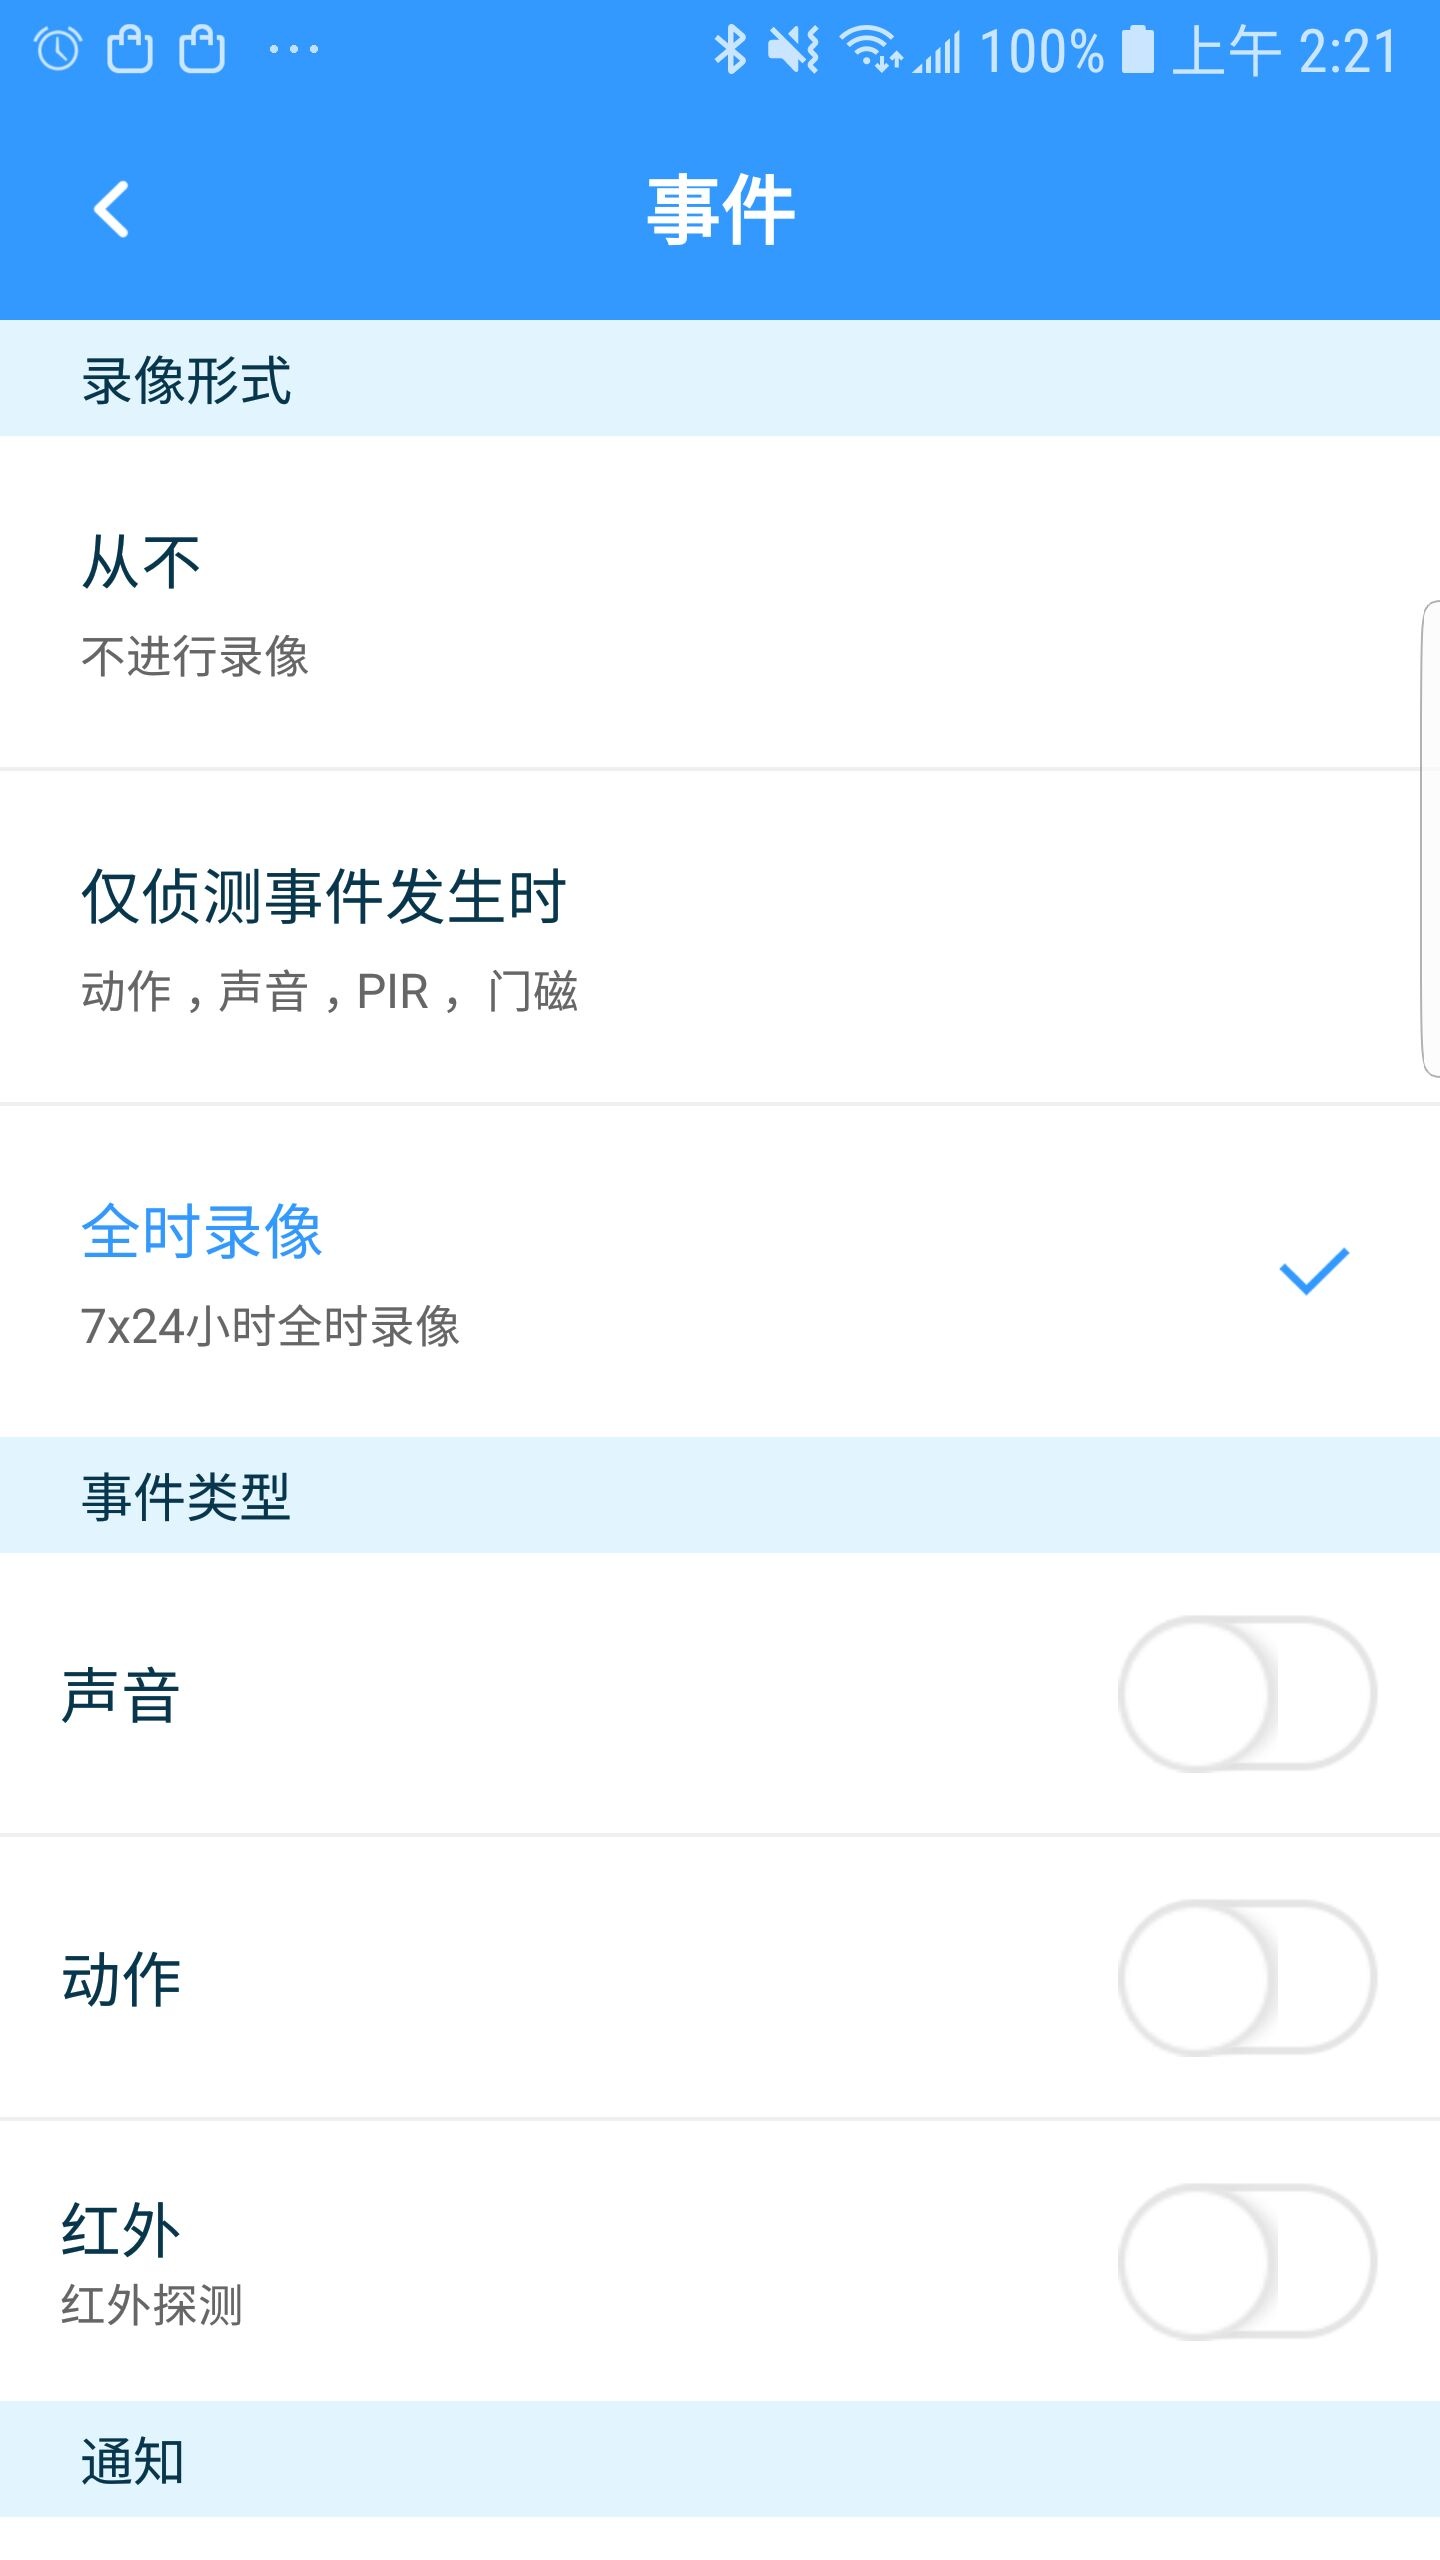 100% 上午 2:21
事件
录像形式
从不
不进行录像
仅侦测事件发生时
动作，声音，PIR， 门磁
全时录像
7x24小时全时录像
事件类型
声音
动作
红外
红外探测
通知